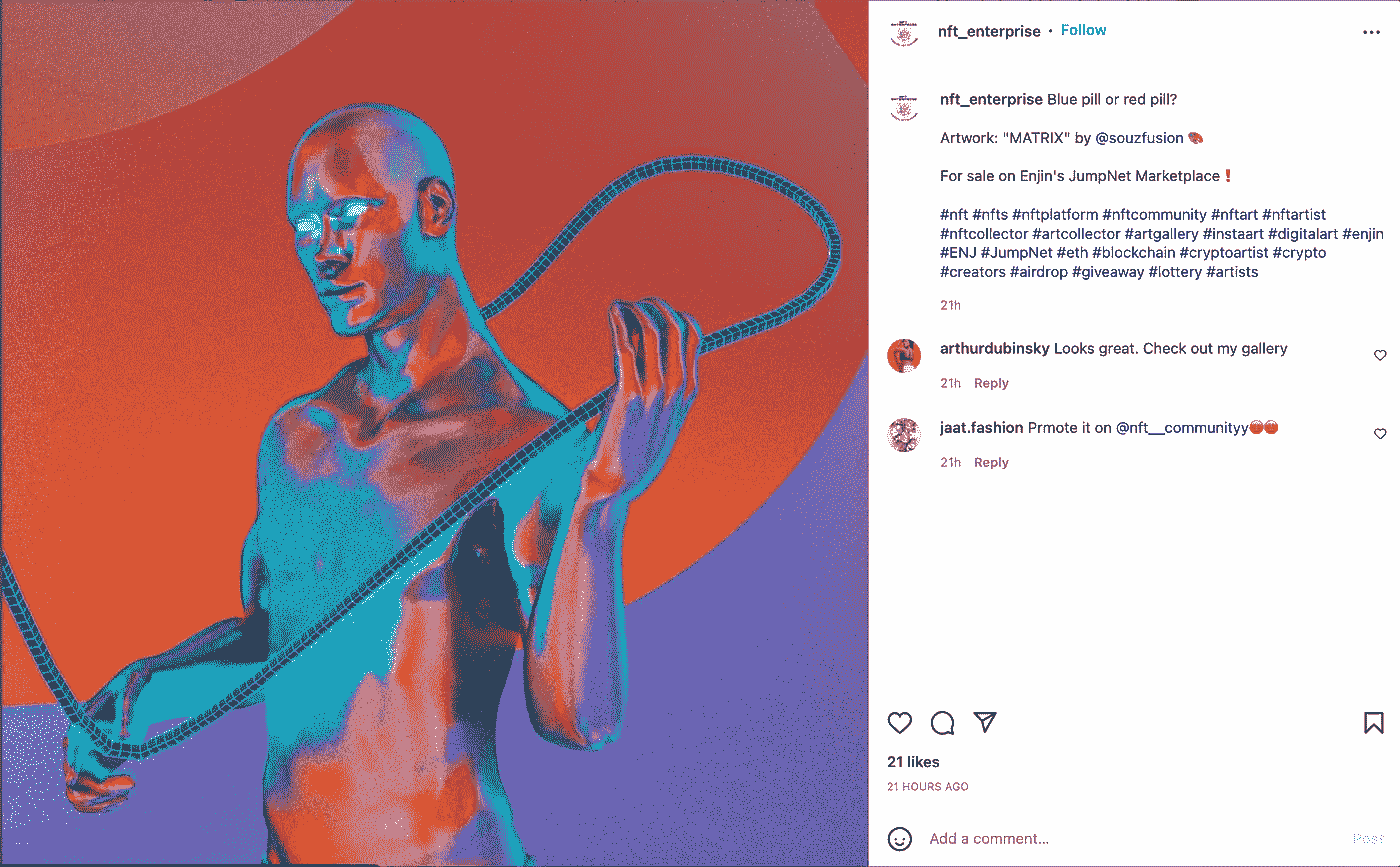 nft_enterprise • Follow
nft_enterprise Blue pill or red pill?
Artwork: "MATRIX" by @souzfusion 🎨
For sale on Enjin's JumpNet Marketplace❗
#nft #nfts #nftplatform #nftcommunity #nftart #nftartist
#nftcollector #artcollector #artgallery #instaart #digitalart #enjin
#ENJ #JumpNet #eth #blockchain #cryptoartist #crypto
#creators #airdrop #giveaway #lottery #artists
21h
arthurdubinsky Looks great. Check out my gallery
21h Reply
jaat.fashion Prmote it on @nft__communityy
21h Reply
21 likes
21 HOURS AGO
Add a comment...
Post